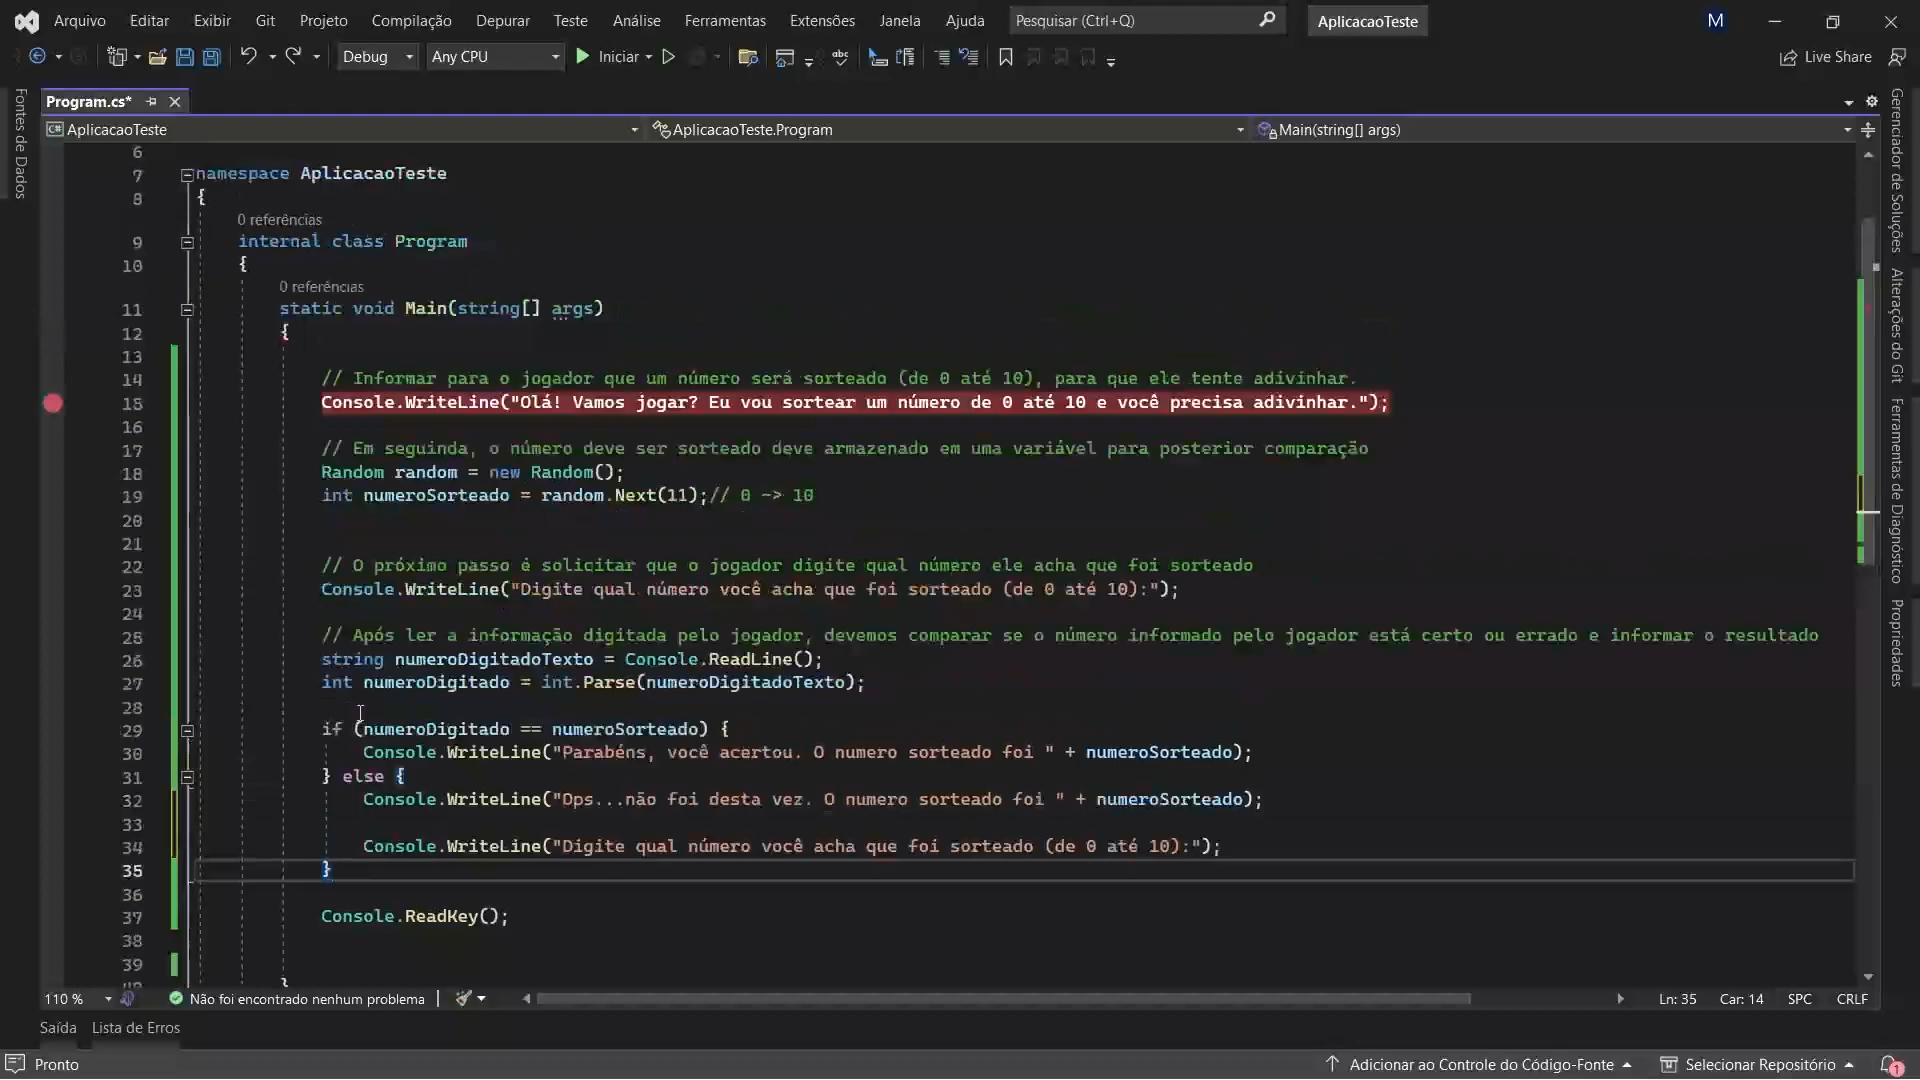 Arquivo Editar Exibir Git Projeto Compilação Depurar Teste Análise Ferramentas Extensões Janela Ajuda Pesquisar (Ctrl+Q) AplicacaoTeste M
Debug Any CPU Iniciar abc Live Share
Fontes de Dados
Program.cs*
C# AplicacaoTeste AplicacaoTeste.Program Main(string[] args)
6
7 namespace AplicacaoTeste
8 {
0 referências
9 internal class Program
10 {
0 referências
11 static void Main(string[] args)
12 {
13
14 // Informar para o jogador que um número será sorteado (de 0 até 10), para que ele tente adivinhar.
15 Console.WriteLine("Olá! Vamos jogar? Eu vou sortear um número de 0 até 10 e você precisa adivinhar.");
16
17 // Em seguinda, o número deve ser sorteado deve armazenado em uma variável para posterior comparação
18 Random random = new Random();
19 int numeroSorteado = random.Next(11);// 0 -> 10
20
21
22 // O próximo passo é solicitar que o jogador digite qual número ele acha que foi sorteado
23 Console.WriteLine("Digite qual número você acha que foi sorteado (de 0 até 10):");
24
25 // Após ler a informação digitada pelo jogador, devemos comparar se o número informado pelo jogador está certo ou errado e informar o resultado
26 string numeroDigitadoTexto = Console.ReadLine();
27 int numeroDigitado = int.Parse(numeroDigitadoTexto);
28
29 if (numeroDigitado == numeroSorteado) {
30 Console.WriteLine("Parabéns, você acertou. O numero sorteado foi " + numeroSorteado);
31 } else {
32 Console.WriteLine("Ops...não foi desta vez. O numero sorteado foi " + numeroSorteado);
33
34 Console.WriteLine("Digite qual número você acha que foi sorteado (de 0 até 10):");
35 }
36
37 Console.ReadKey();
38
39
}
Gerenciador de Soluções
Alterações do Git
Ferramentas de Diagnóstico
Propriedades
110 % Não foi encontrado nenhum problema Ln: 35 Car: 14 SPC CRLF
Saída Lista de Erros
Pronto Adicionar ao Controle do Código-Fonte Selecionar Repositório 1